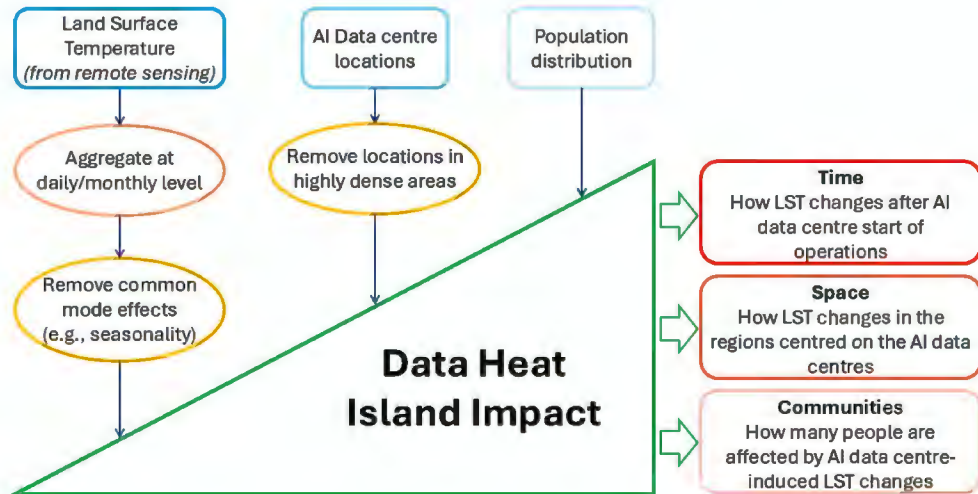 Land Surface
Temperature
(from remote sensing)
AI Data centre
locations
Population
distribution
Aggregate at
daily/monthly level
Remove locations in
highly dense areas
Remove common
mode effects
(e.g., seasonality)
Data Heat
Island Impact
Time
How LST changes after AI
data centre start of
operations
Space
How LST changes in the
regions centred on the AI data
centres
Communities
How many people are
affected by AI data centre-
induced LST changes